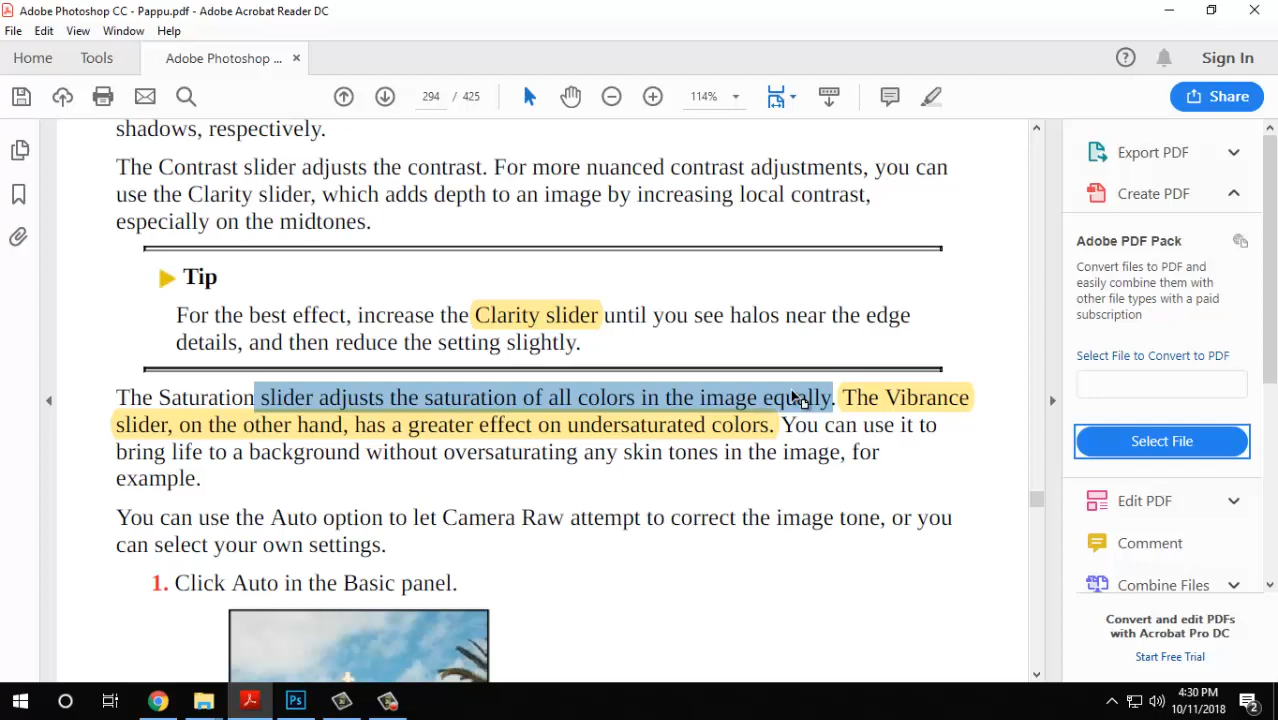 Adobe Photoshop CC - Pappu.pdf - Adobe Acrobat Reader DC
File Edit View Window Help
Home Tools Adobe Photoshop ... × Sign In
294 / 425 114% Share
shadows, respectively.
The Contrast slider adjusts the contrast. For more nuanced contrast adjustments, you can
use the Clarity slider, which adds depth to an image by increasing local contrast,
especially on the midtones.
Tip
For the best effect, increase the Clarity slider until you see halos near the edge
details, and then reduce the setting slightly.
The Saturation slider adjusts the saturation of all colors in the image equally. The Vibrance
slider, on the other hand, has a greater effect on undersaturated colors. You can use it to
bring life to a background without oversaturating any skin tones in the image, for
example.
You can use the Auto option to let Camera Raw attempt to correct the image tone, or you
can select your own settings.
1. Click Auto in the Basic panel.
Export PDF
Create PDF
Adobe PDF Pack
Convert files to PDF and
easily combine them with
other file types with a paid
subscription
Select File to Convert to PDF
Select File
Edit PDF
Comment
Combine Files
Convert and edit PDFs
with Acrobat Pro DC
Start Free Trial
Ps
4:30 PM
10/11/2018
2